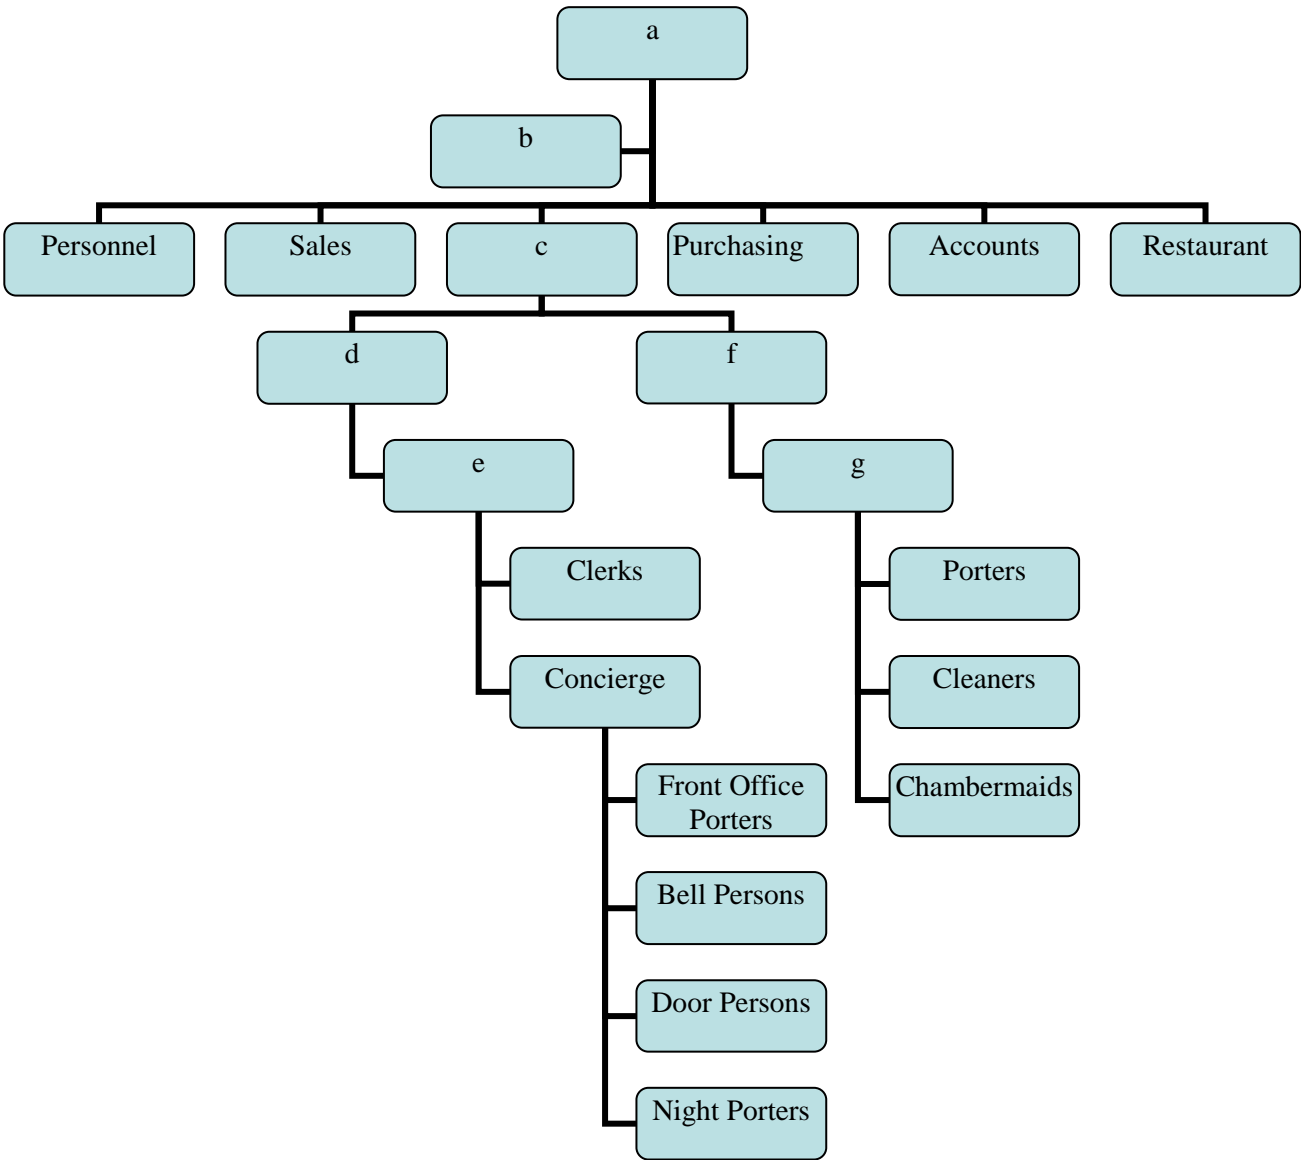 a
b
Personnel
Sales
c
Purchasing
Accounts
Restaurant
d
f
e
g
Clerks
Porters
Concierge
Cleaners
Front Office
Porters
Chambermaids
Bell Persons
Door Persons
Night Porters